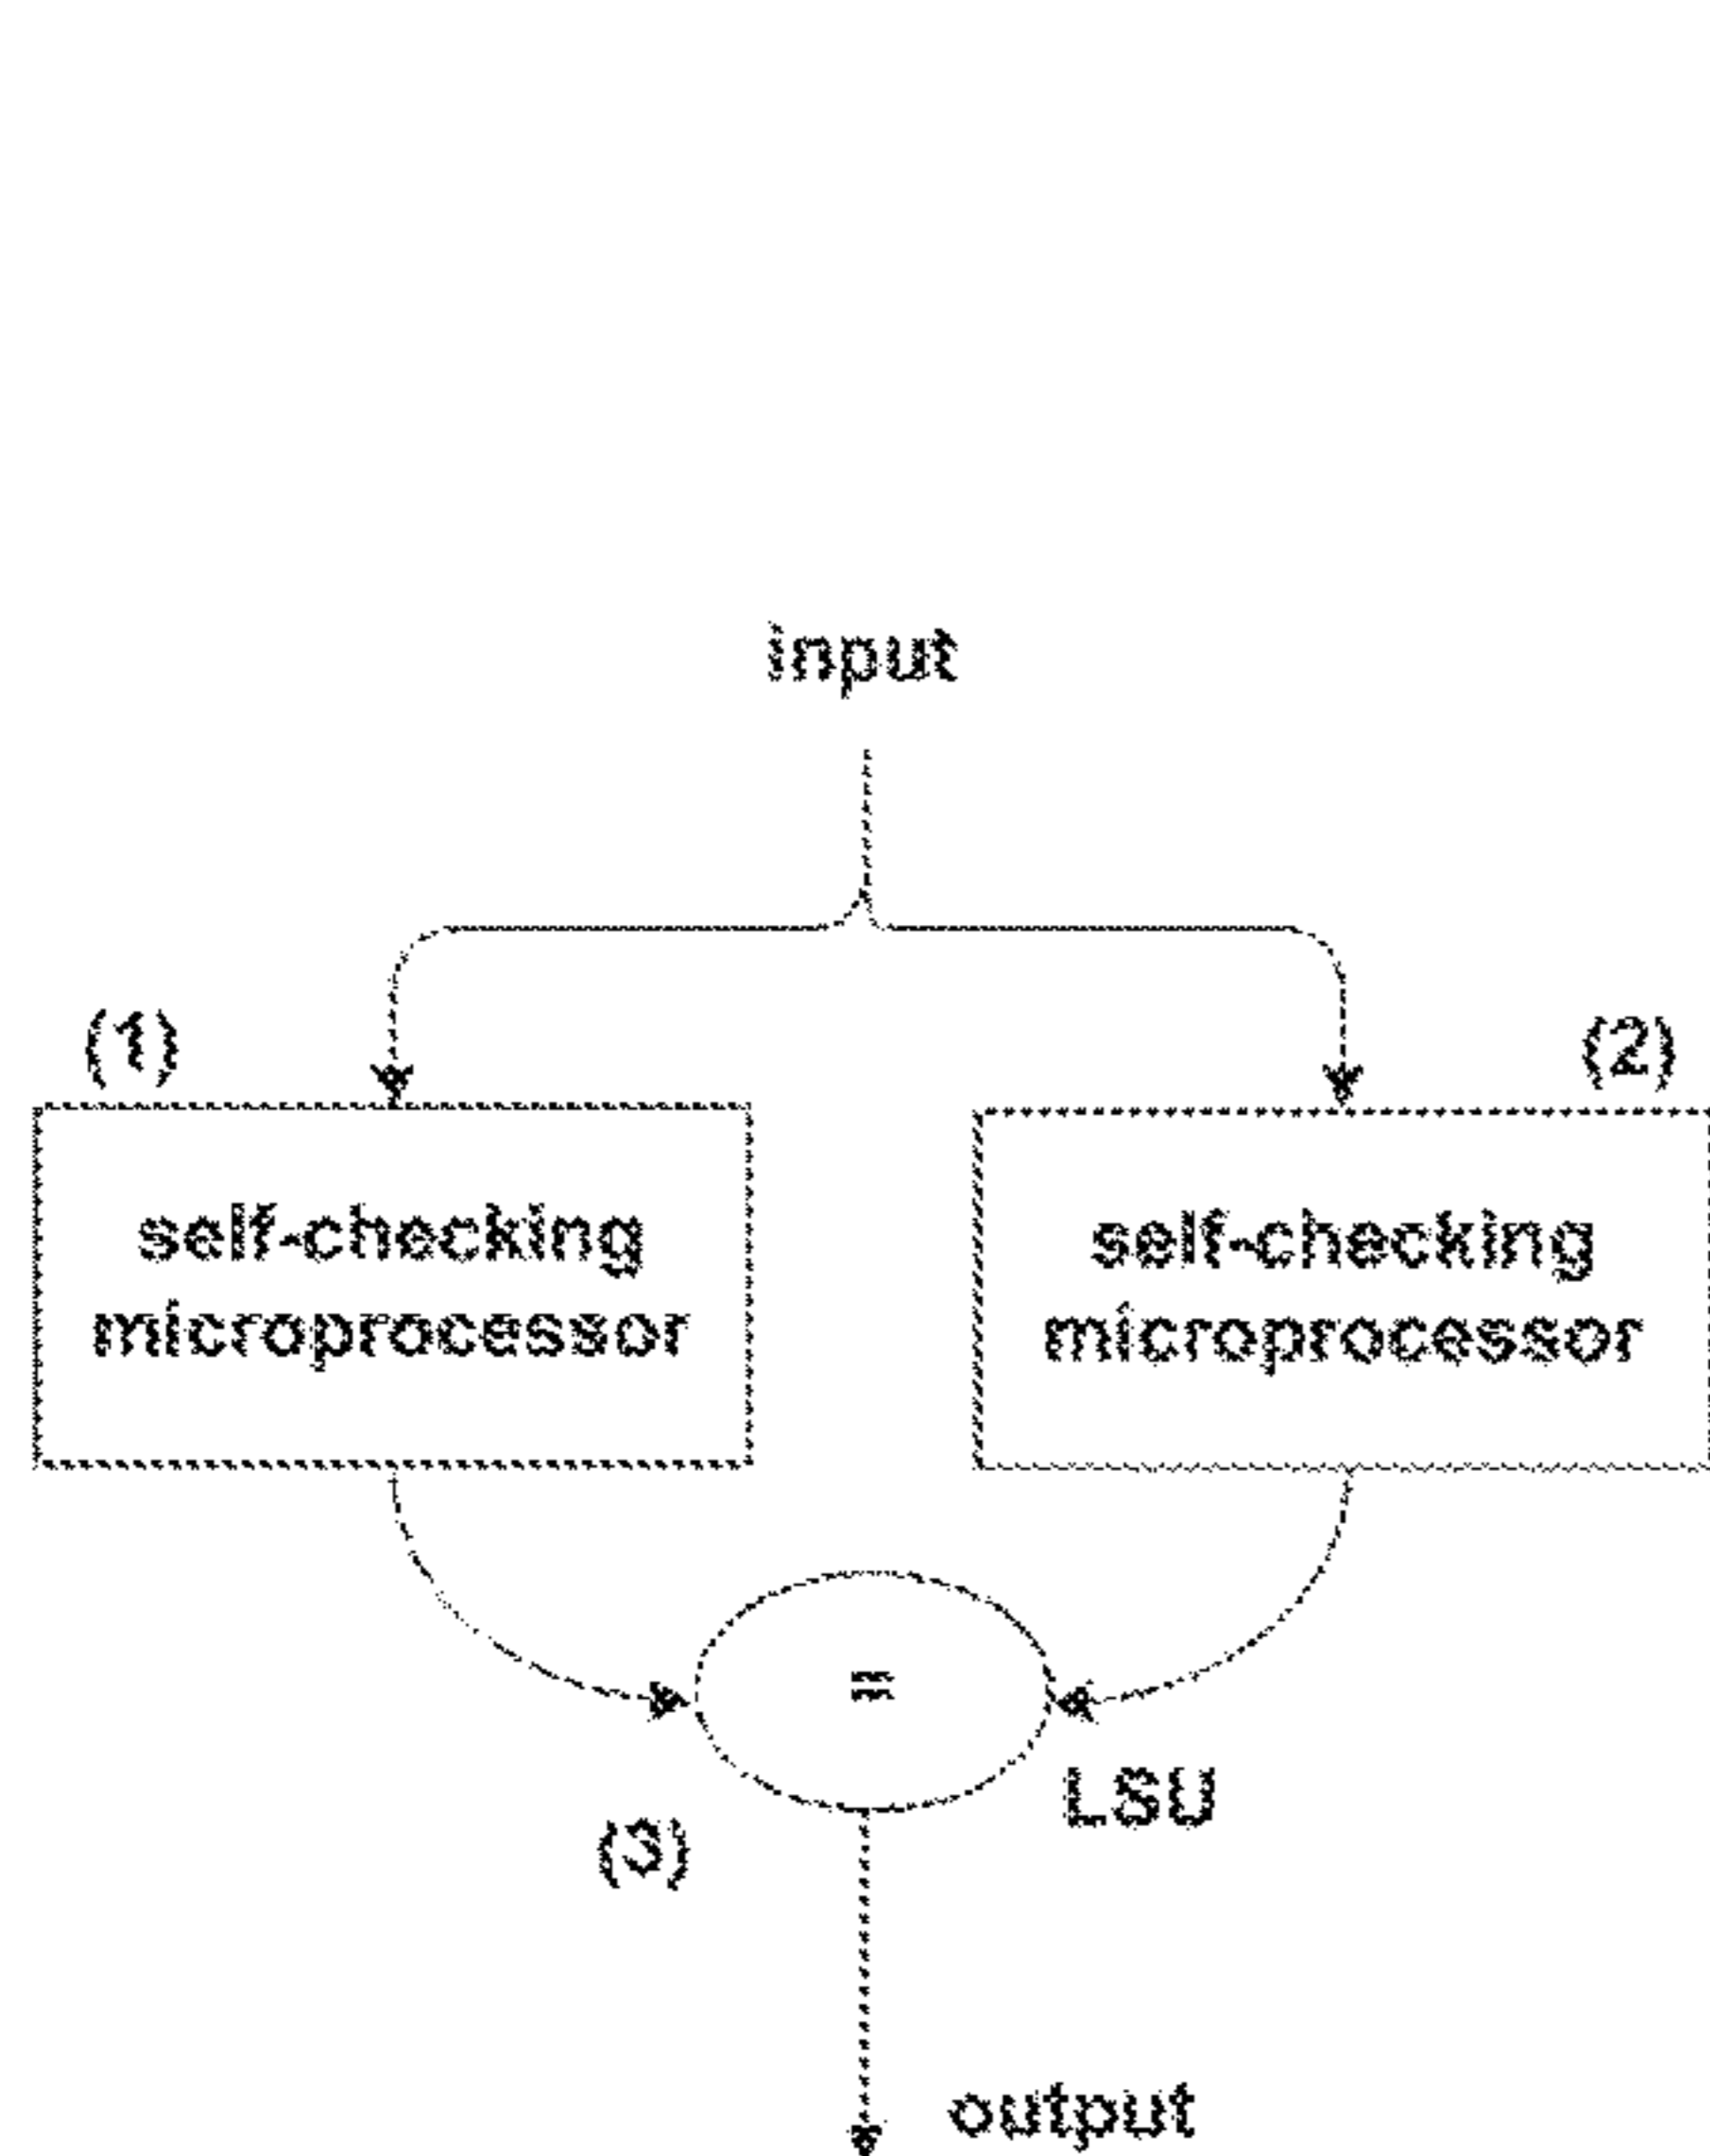 input
(1)
(2)
self-checking
microprocessor
self-checking
microprocessor
=
LSU
(3)
output